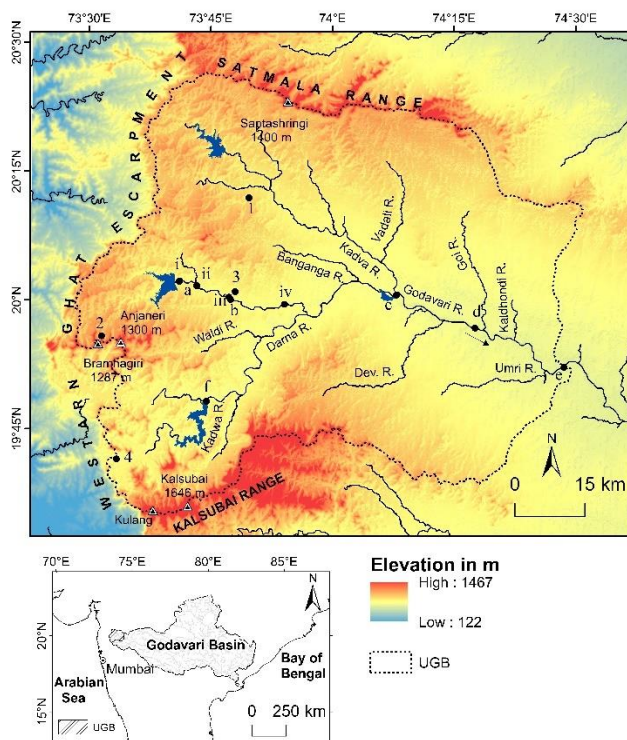 73°30'E 73°45'E 74°E 74°15'E 74°30'E
20°30'N
20°15'N
20°N
19°45'N
SATMALA RANGE
WESTARN GHAT ESCARPMENT
Saptashringi
1400 m
1
Vadali R.
Kadva R.
Banganga R.
Goi R.
Godavari R.
Kaldhondi R.
i
ii
a
3
iii
b
iv
c
d
e
f
2
4
Anjaneri
1300 m
Bramhagiri
1287 m
Waldi R.
Darna R.
Dev. R.
Umri R.
Kadwa R.
Kalsubai
1646 m
Kulang
KALSUBAI RANGE
N
0 15 km
70°E 75°E 80°E 85°E
20°N
15°N
N
Godavari Basin
Mumbai
Arabian
Sea
Bay of
Bengal
UGB
0 250 km
Elevation in m
High : 1467
Low : 122
UGB